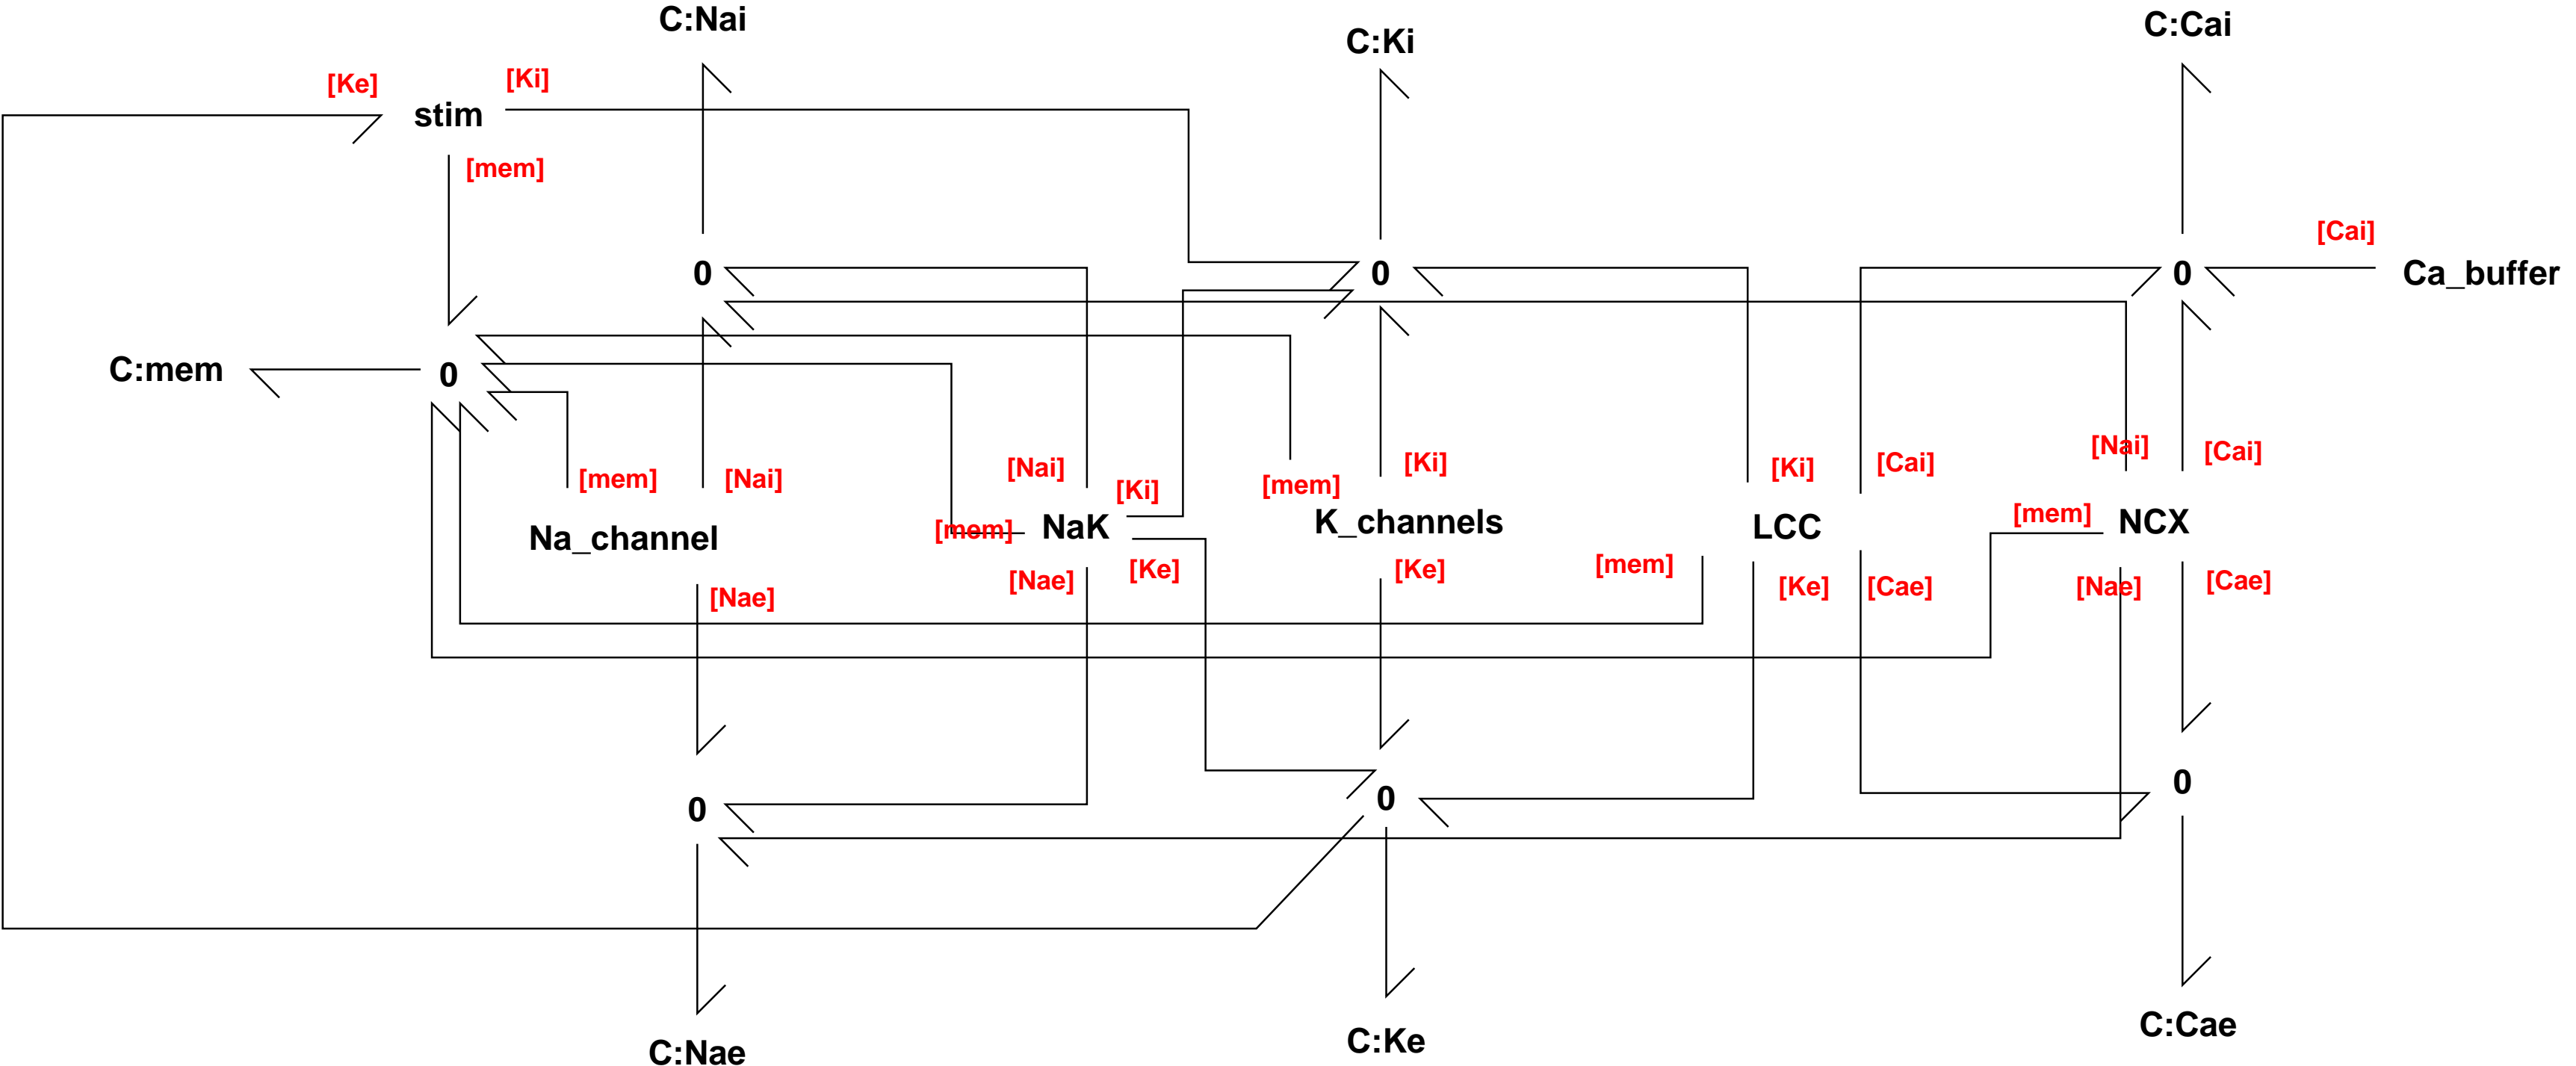 C:Nai
C:Ki
C:Cai
[Ke]
[Ki]
stim
[mem]
[Cai]
0
0
0
Ca_buffer
C:mem
0
[mem]
[Nai]
[Nai]
[Ki]
[mem]
[Ki]
[Ki]
[Cai]
[Nai]
[Cai]
Na_channel
[mem]
NaK
K_channels
LCC
[mem]
NCX
[Nae]
[Nae]
[Ke]
[Ke]
[mem]
[Ke]
[Cae]
[Nae]
[Cae]
0
0
0
C:Nae
C:Ke
C:Cae